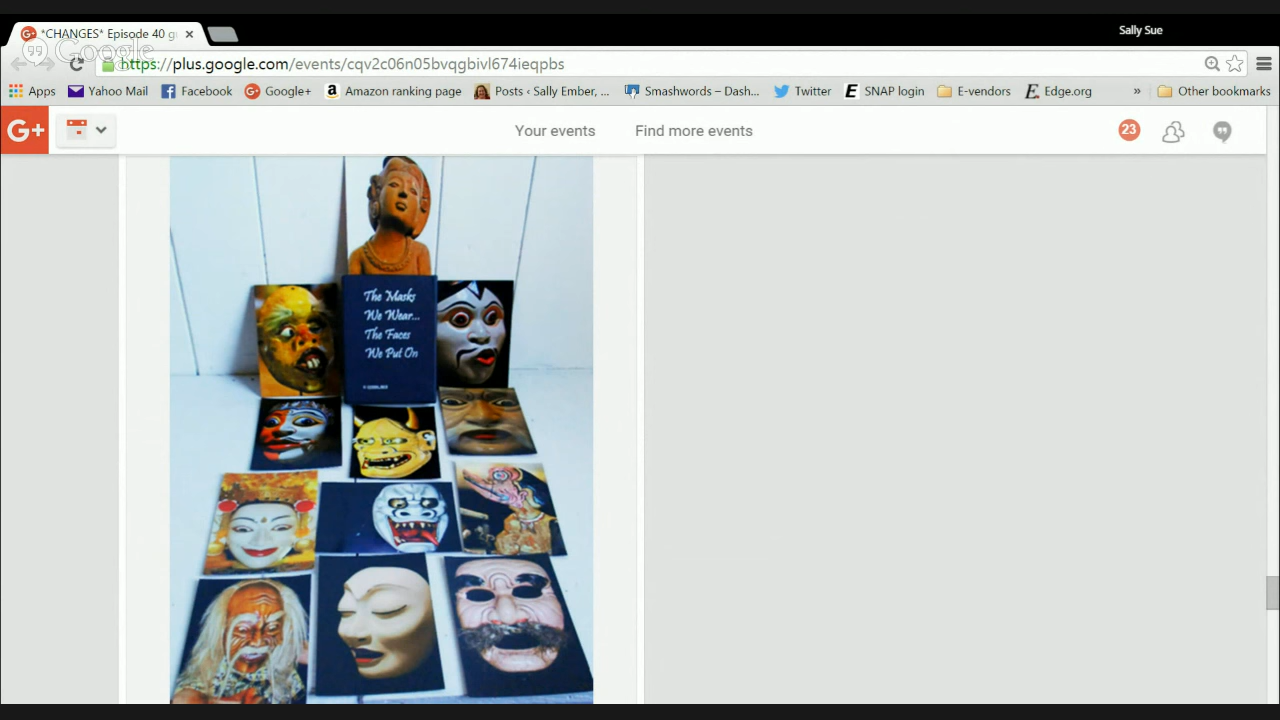 Sally Sue
*CHANGES* Episode 40 g
Google
https://plus.google.com/events/cqv2c06n05bvqgbivl674ieqpbs
Apps
Yahoo Mail
Facebook
Google+
Amazon ranking page
Posts ‹ Sally Ember, ...
Smashwords – Dash...
Twitter
SNAP login
E-vendors
Edge.org
»
Other bookmarks
G+
Your events
Find more events
23
The Masks
We Wear...
The Faces
We Put On